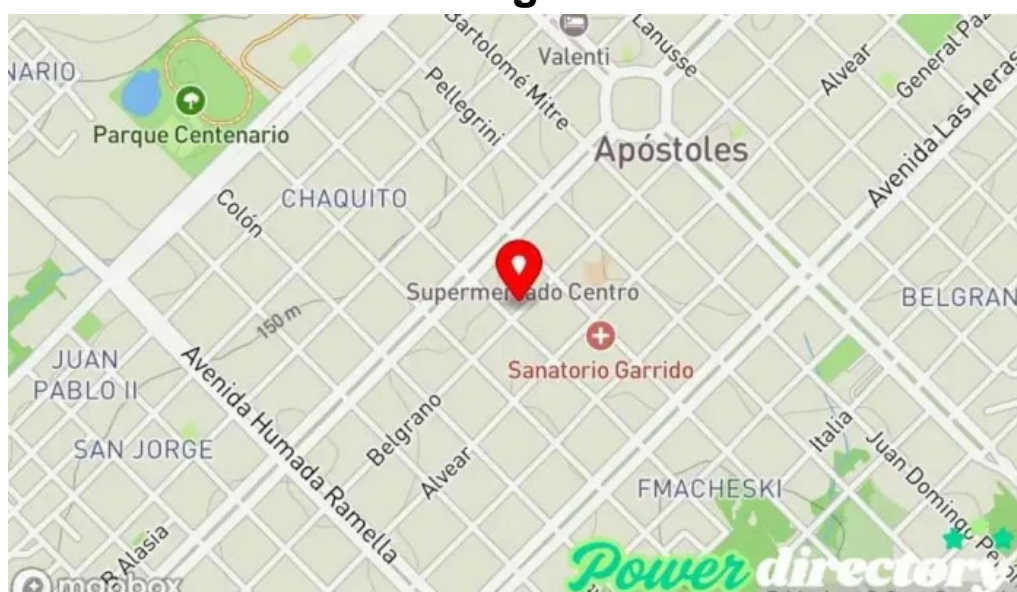 Bartolomé Mitre
Lanusse
Valenti
Alvear
General Paz
NARIO
Pellegrini
Avenida Las Heras
Parque Centenario
Apóstoles
CHAQUITO
Colón
Supermercado Centro
BELGRAN
150 m
JUAN
PABLO II
Sanatorio Garrido
Avenida Humada Ramella
Belgrano
SAN JORGE
Alvear
Italia
Juan Domingo Perón
FMACHESKI
Alasia
Power directory
mapbox